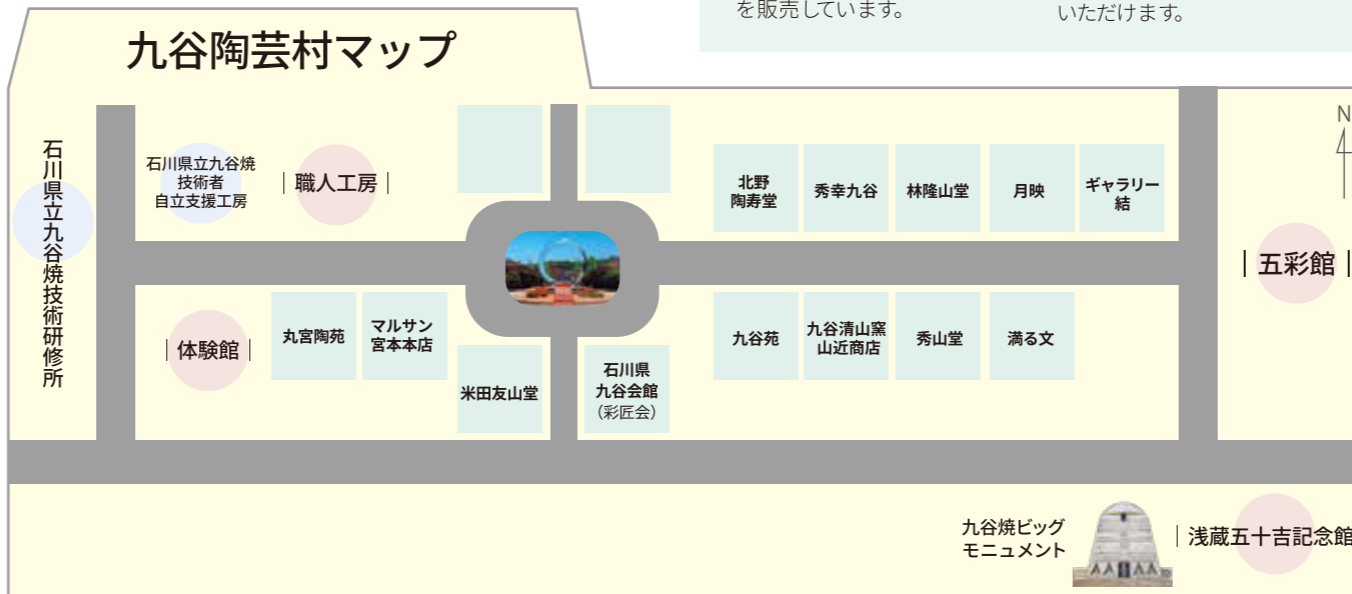 を販売しています。
いただけます。
九谷陶芸村マップ
石川県立九谷焼技術研修所
石川県立九谷焼
技術者
自立支援工房
職人工房
北野
陶寿堂
秀幸九谷
林隆山堂
月映
ギャラリー
結
N
五彩館
体験館
丸宮陶苑
マルサン
宮本本店
米田友山堂
石川県
九谷会館
（彩匠会）
九谷苑
九谷清山窯
山近商店
秀山堂
満る文
九谷焼ビッグ
モニュメント
浅蔵五十吉記念館